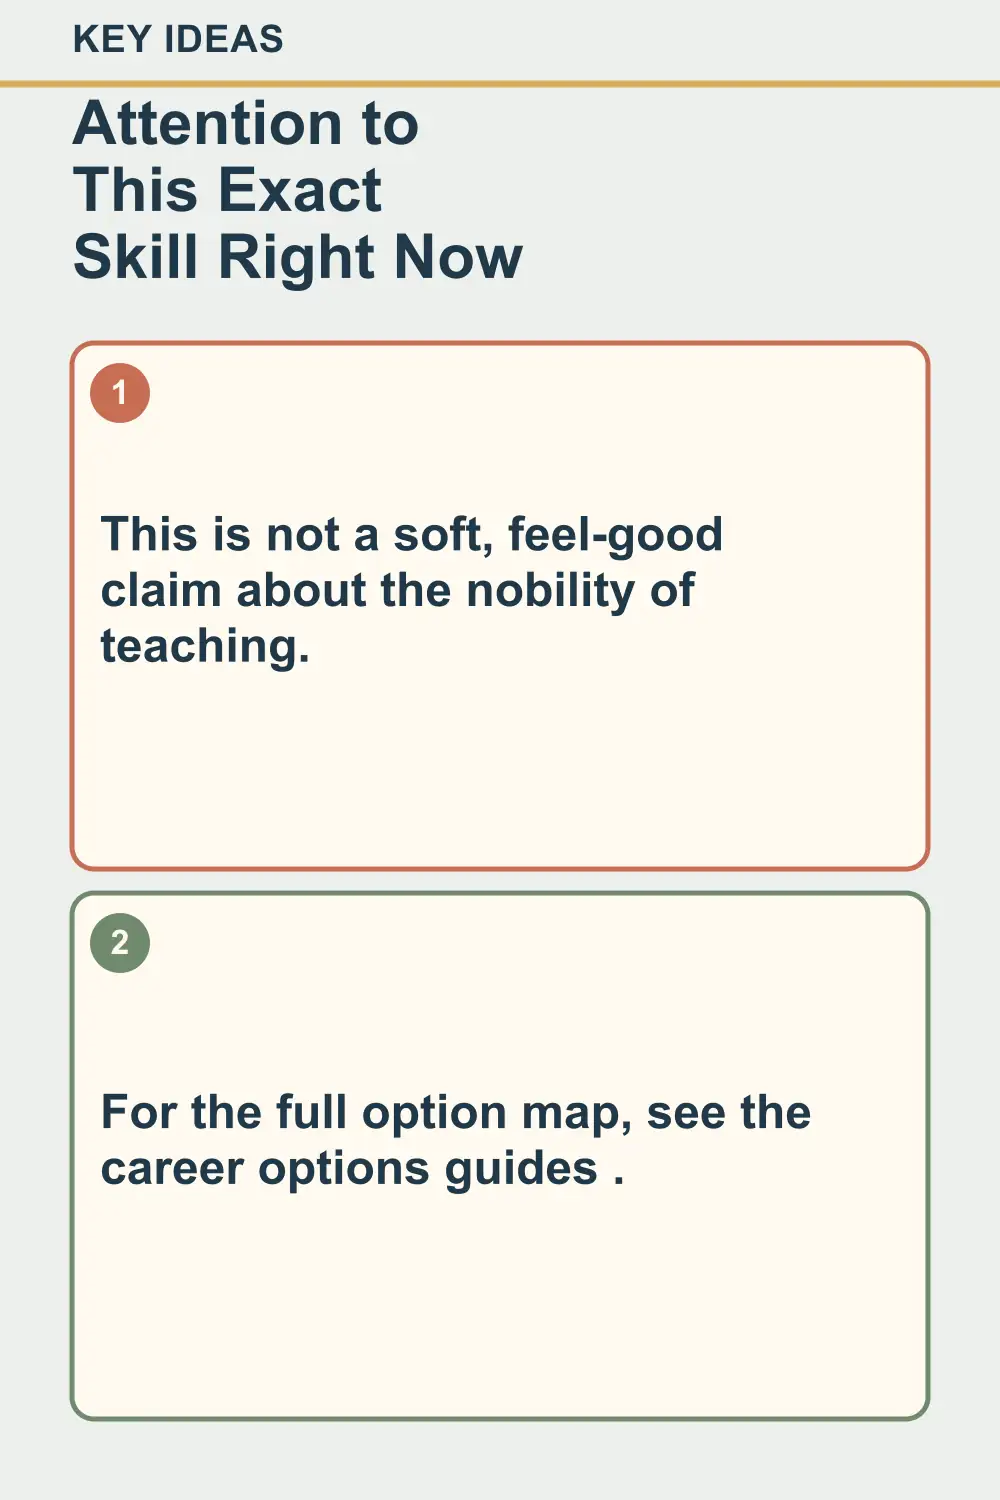 KEY IDEAS
Attention to
This Exact
Skill Right Now
1
This is not a soft, feel-good
claim about the nobility of
teaching.
2
For the full option map, see the
career options guides .